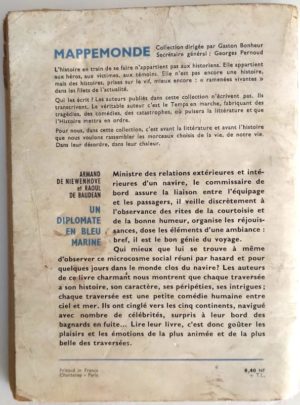 MAPPEMONDE
Collection dirigée par Gaston Bonheur
Secrétaire général : Georges Pernoud
L'histoire en train de se faire n'appartient pas aux historiens. Elle appartient
aux héros, aux victimes, aux témoins. Elle n'est pas encore une histoire,
mais des histoires, prises sur le vif, mieux encore : « ramenées vivantes »
dans les filets de l'actualité.
Qui les écrit ? Les auteurs publiés dans cette collection n'écrivent pas. Ils
transcrivent. Le véritable auteur c'est le Temps en marche, fabriquant des
tragédies, des comédies, des catastrophes, où puisera la littérature et que
l'Histoire mettra en ordre.
Pour nous, dans cette collection, c'est avant la littérature et avant l'histoire
que nous voulons rassembler les morceaux choisis de la vie, de notre vie.
Dans leur désordre, dans leur chaleur.
ARMAND
DE NIEWENHOVE
et RAOUL
DE BAUDEAN
UN
DIPLOMATE
EN BLEU
MARINE
Ministre des relations extérieures et inté-
rieures d'un navire, le commissaire de
bord assure la liaison entre l'équipage
et les passagers, il veille discrètement
à l'observance des rites de la courtoisie et
de la bonne humeur, organise les réjouis-
sances, dose les éléments d'une ambiance :
bref, il est le bon génie du voyage.
Qui mieux que lui se trouve à même
d'observer ce microcosme social réuni par hasard et pour
quelques jours dans le monde clos du navire? Les auteurs
de ce livre charmant nous montrent que chaque traversée
a son histoire, son caractère, ses péripéties, ses intrigues ;
chaque traversée est une petite comédie humaine entre
ciel et mer. Ils ont cinglé vers les cinq continents, navigué
avec nombre de célébrités, surpris à leur bord des
bagnards en fuite... Lire leur livre, c'est donc goûter les
plaisirs et les émotions de la plus animée et de la plus
belle des traversées.
Printed in France
Chantenay - Paris.
8,40 NF
+ T.L.